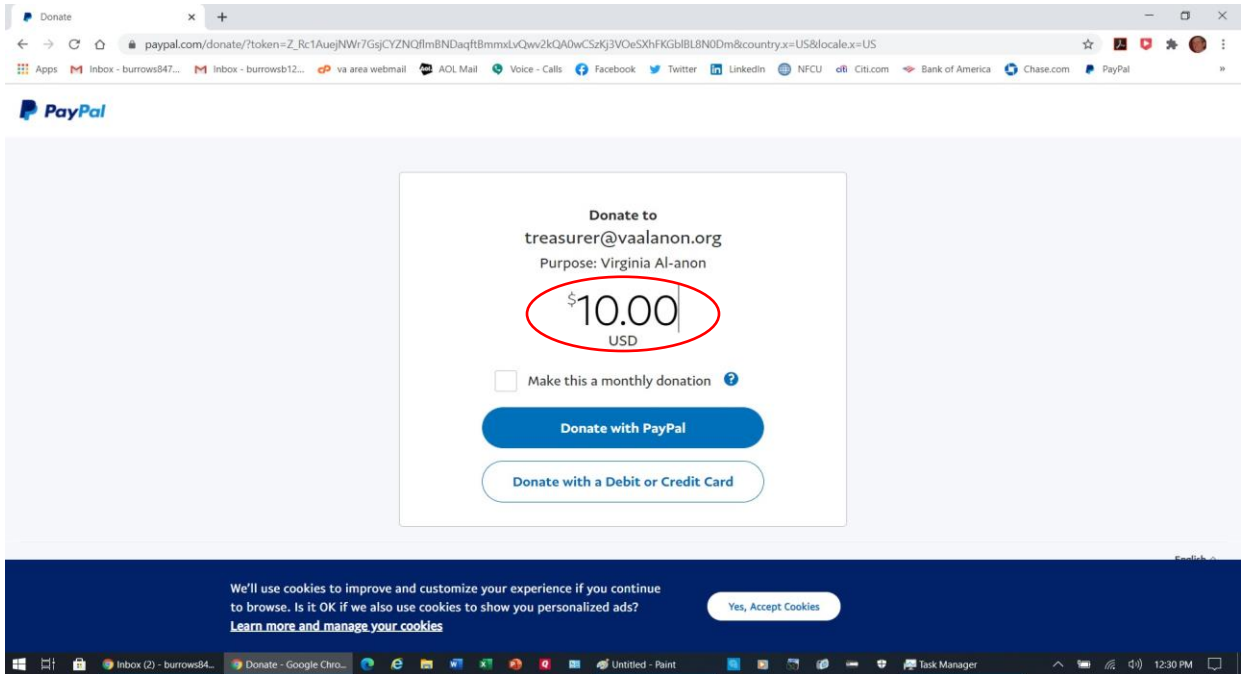 Donate
paypal.com/donate/?token=Z_Rc1AuejNWr7GsjCYZNQflmBNDaqftBmmxLvQwv2kQA0wCSzKj3VOeSXhFKGblBL8N0Dm&country.x=US&locale.x=US
Apps Inbox - burrows847... Inbox - burrowsb12... va area webmail AOL Mail Voice - Calls Facebook Twitter LinkedIn NFCU Citi.com Bank of America Chase.com PayPal »
PayPal
Donate to
treasurer@vaalanon.org
Purpose: Virginia Al-anon
$10.00
USD
Make this a monthly donation ?
Donate with PayPal
Donate with a Debit or Credit Card
English
We'll use cookies to improve and customize your experience if you continue
to browse. Is it OK if we also use cookies to show you personalized ads?
Learn more and manage your cookies
Yes, Accept Cookies
Inbox (2) - burrows84... Donate - Google Chro... Untitled - Paint Task Manager 12:30 PM